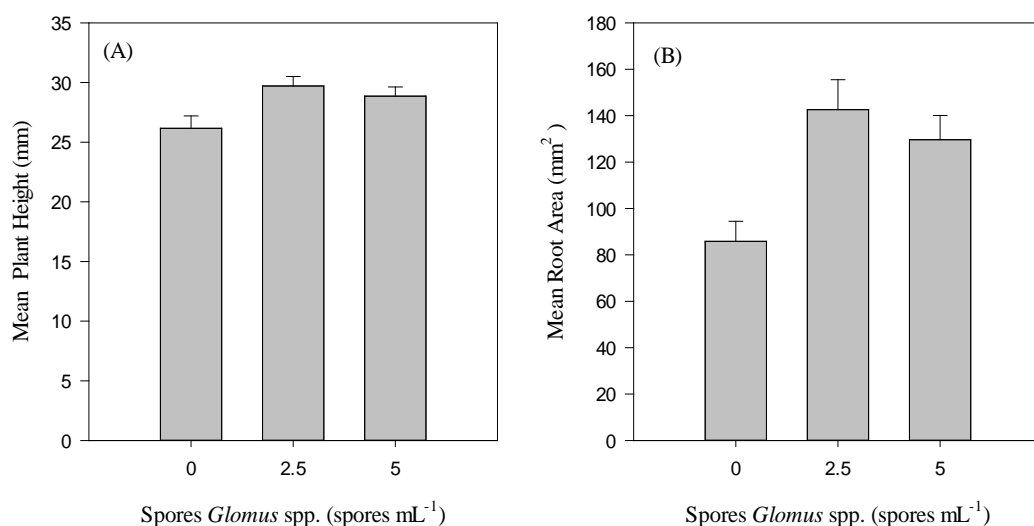 (A)
Mean Plant Height (mm)
35
30
25
20
15
10
5
0
0 2.5 5
Spores Glomus spp. (spores mL⁻¹)
(B)
Mean Root Area (mm²)
180
160
140
120
100
80
60
40
20
0
0 2.5 5
Spores Glomus spp. (spores mL⁻¹)